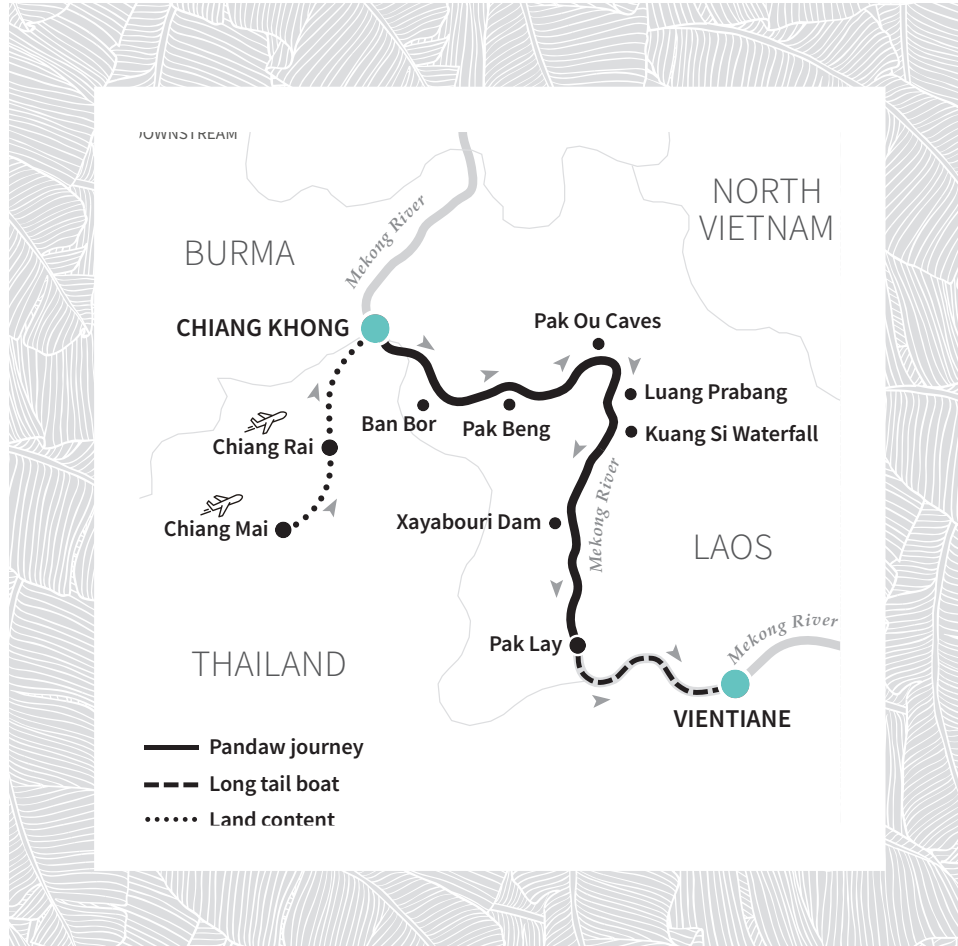 DOWNSTREAM
NORTH
VIETNAM
BURMA
Mekong River
CHIANG KHONG
Pak Ou Caves
Luang Prabang
Ban Bor
Pak Beng
Kuang Si Waterfall
Chiang Rai
Mekong River
Xayabouri Dam
Chiang Mai
LAOS
Mekong River
Pak Lay
THAILAND
VIENTIANE
Pandaw journey
Long tail boat
Land content